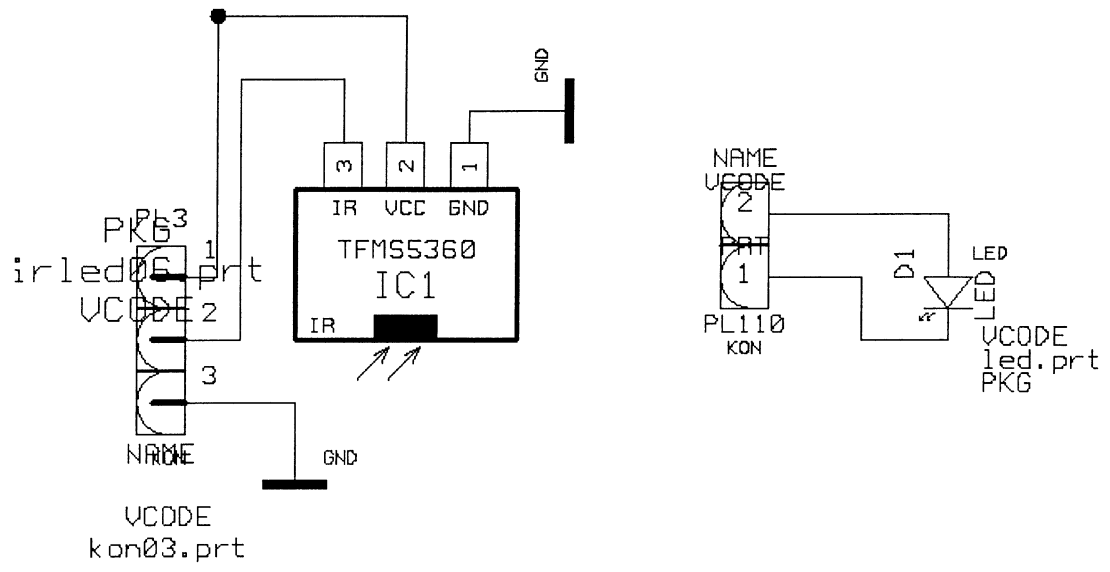 GND
3
2
1
IR VCC GND
TFMS5360
IC1
IR
PL3
PKG
1
irled06.prt
VCODE
2
3
NAME
KON
GND
VCODE
kon03.prt
NAME
VCODE
2
PRT
1
PL110
KON
D1
LED
LED
VCODE
led.prt
PKG